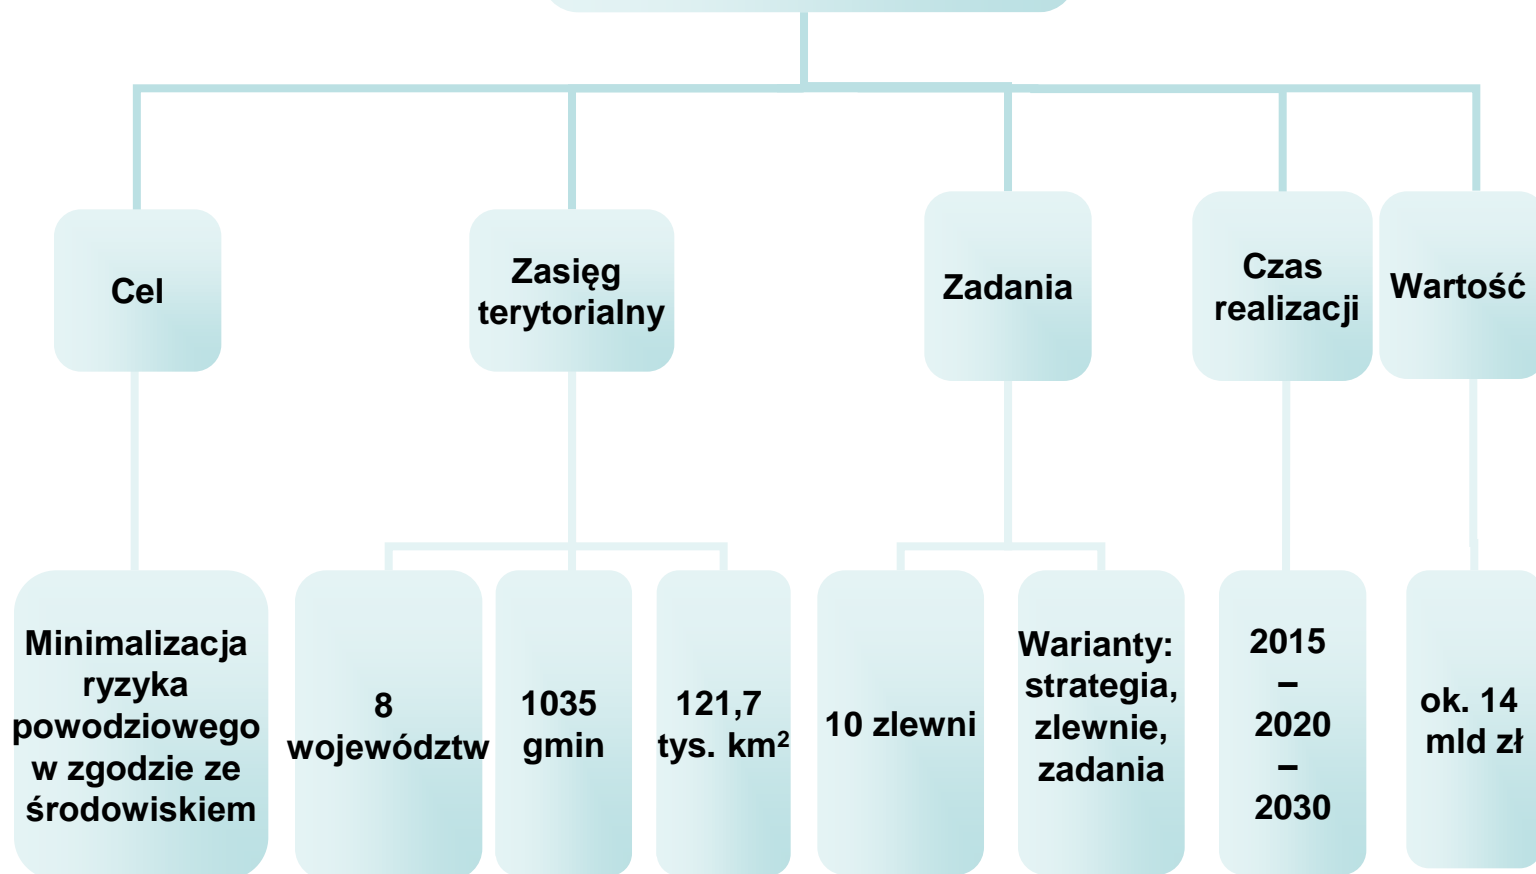 Cel
Zasięg
terytorialny
Zadania
Czas
realizacji
Wartość
Minimalizacja
ryzyka
powodziowego
w zgodzie ze
środowiskiem
8
województw
1035
gmin
121,7
tys. km²
10 zlewni
Warianty:
strategia,
zlewnie,
zadania
2015
–
2020
–
2030
ok. 14
mld zł